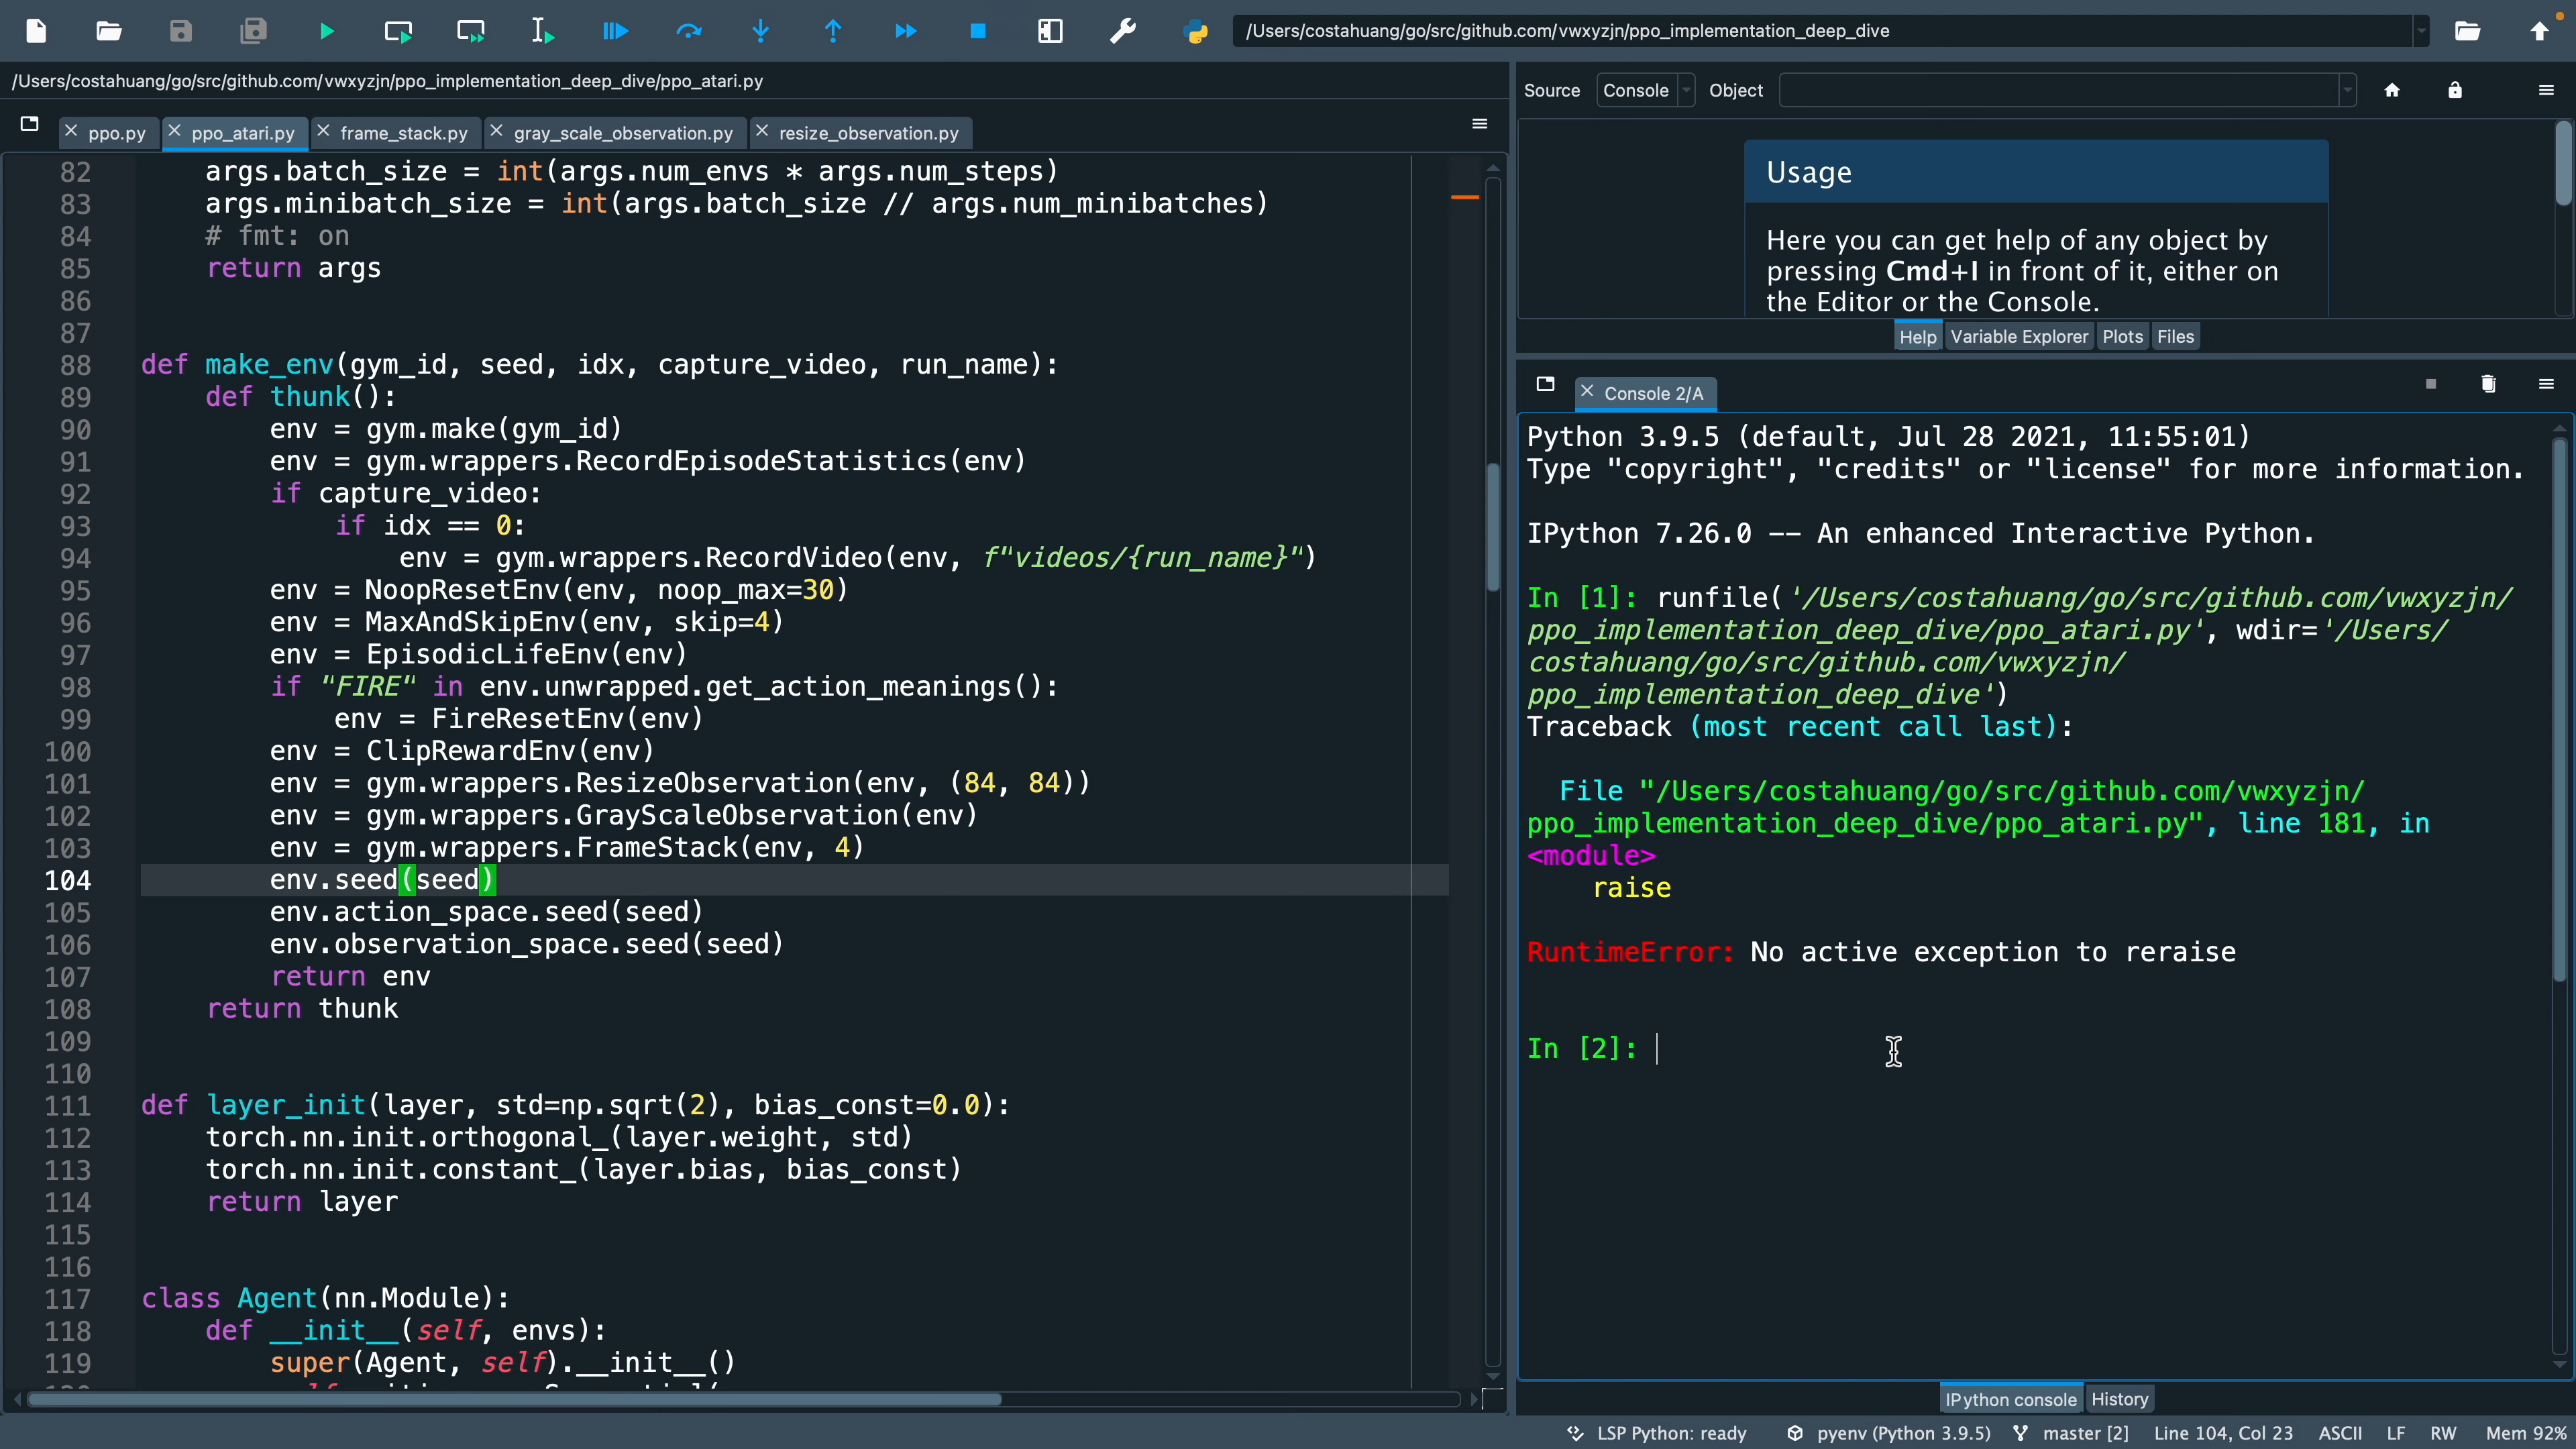 /Users/costahuang/go/src/github.com/vwxyzjn/ppo_implementation_deep_dive
/Users/costahuang/go/src/github.com/vwxyzjn/ppo_implementation_deep_dive/ppo_atari.py
ppo.py
ppo_atari.py
frame_stack.py
gray_scale_observation.py
resize_observation.py
82 args.batch_size = int(args.num_envs * args.num_steps)
83 args.minibatch_size = int(args.batch_size // args.num_minibatches)
84 # fmt: on
85 return args
86
87
88 def make_env(gym_id, seed, idx, capture_video, run_name):
89 def thunk():
90 env = gym.make(gym_id)
91 env = gym.wrappers.RecordEpisodeStatistics(env)
92 if capture_video:
93 if idx == 0:
94 env = gym.wrappers.RecordVideo(env, f"videos/{run_name}")
95 env = NoopResetEnv(env, noop_max=30)
96 env = MaxAndSkipEnv(env, skip=4)
97 env = EpisodicLifeEnv(env)
98 if "FIRE" in env.unwrapped.get_action_meanings():
99 env = FireResetEnv(env)
100 env = ClipRewardEnv(env)
101 env = gym.wrappers.ResizeObservation(env, (84, 84))
102 env = gym.wrappers.GrayScaleObservation(env)
103 env = gym.wrappers.FrameStack(env, 4)
104 env.seed(seed)
105 env.action_space.seed(seed)
106 env.observation_space.seed(seed)
107 return env
108 return thunk
109
110
111 def layer_init(layer, std=np.sqrt(2), bias_const=0.0):
112 torch.nn.init.orthogonal_(layer.weight, std)
113 torch.nn.init.constant_(layer.bias, bias_const)
114 return layer
115
116
117 class Agent(nn.Module):
118 def __init__(self, envs):
119 super(Agent, self).__init__()
Source Console Object
Usage
Here you can get help of any object by
pressing Cmd+I in front of it, either on
the Editor or the Console.
Help Variable Explorer Plots Files
Console 2/A
Python 3.9.5 (default, Jul 28 2021, 11:55:01)
Type "copyright", "credits" or "license" for more information.
IPython 7.26.0 -- An enhanced Interactive Python.
In [1]: runfile('/Users/costahuang/go/src/github.com/vwxyzjn/
ppo_implementation_deep_dive/ppo_atari.py', wdir='/Users/
costahuang/go/src/github.com/vwxyzjn/
ppo_implementation_deep_dive')
Traceback (most recent call last):
File "/Users/costahuang/go/src/github.com/vwxyzjn/
ppo_implementation_deep_dive/ppo_atari.py", line 181, in
<module>
raise
RuntimeError: No active exception to reraise
In [2]:
IPython console History
LSP Python: ready pyenv (Python 3.9.5) master [2] Line 104, Col 23 ASCII LF RW Mem 92%